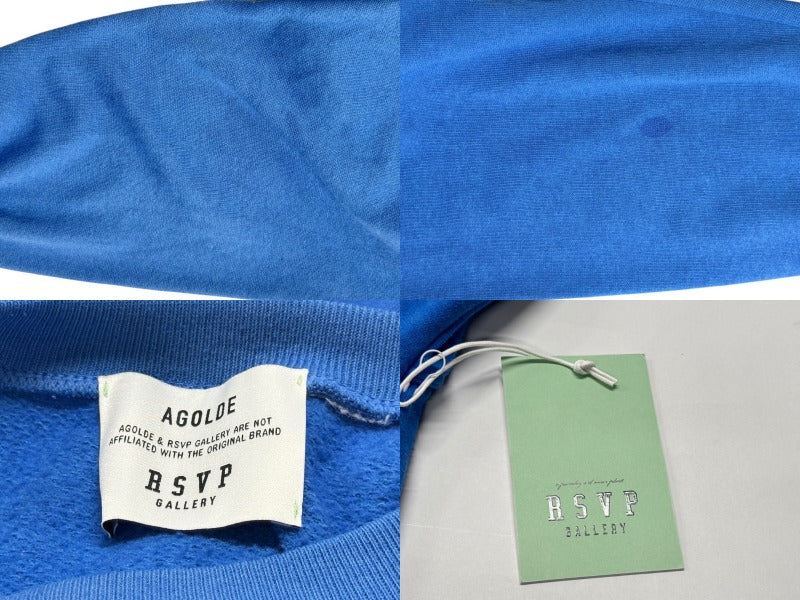 AGOLDE
AGOLDE & RSVP GALLERY ARE NOT
AFFILIATED WITH THE ORIGINAL BRAND
RSVP
GALLERY
RSVP
GALLERY